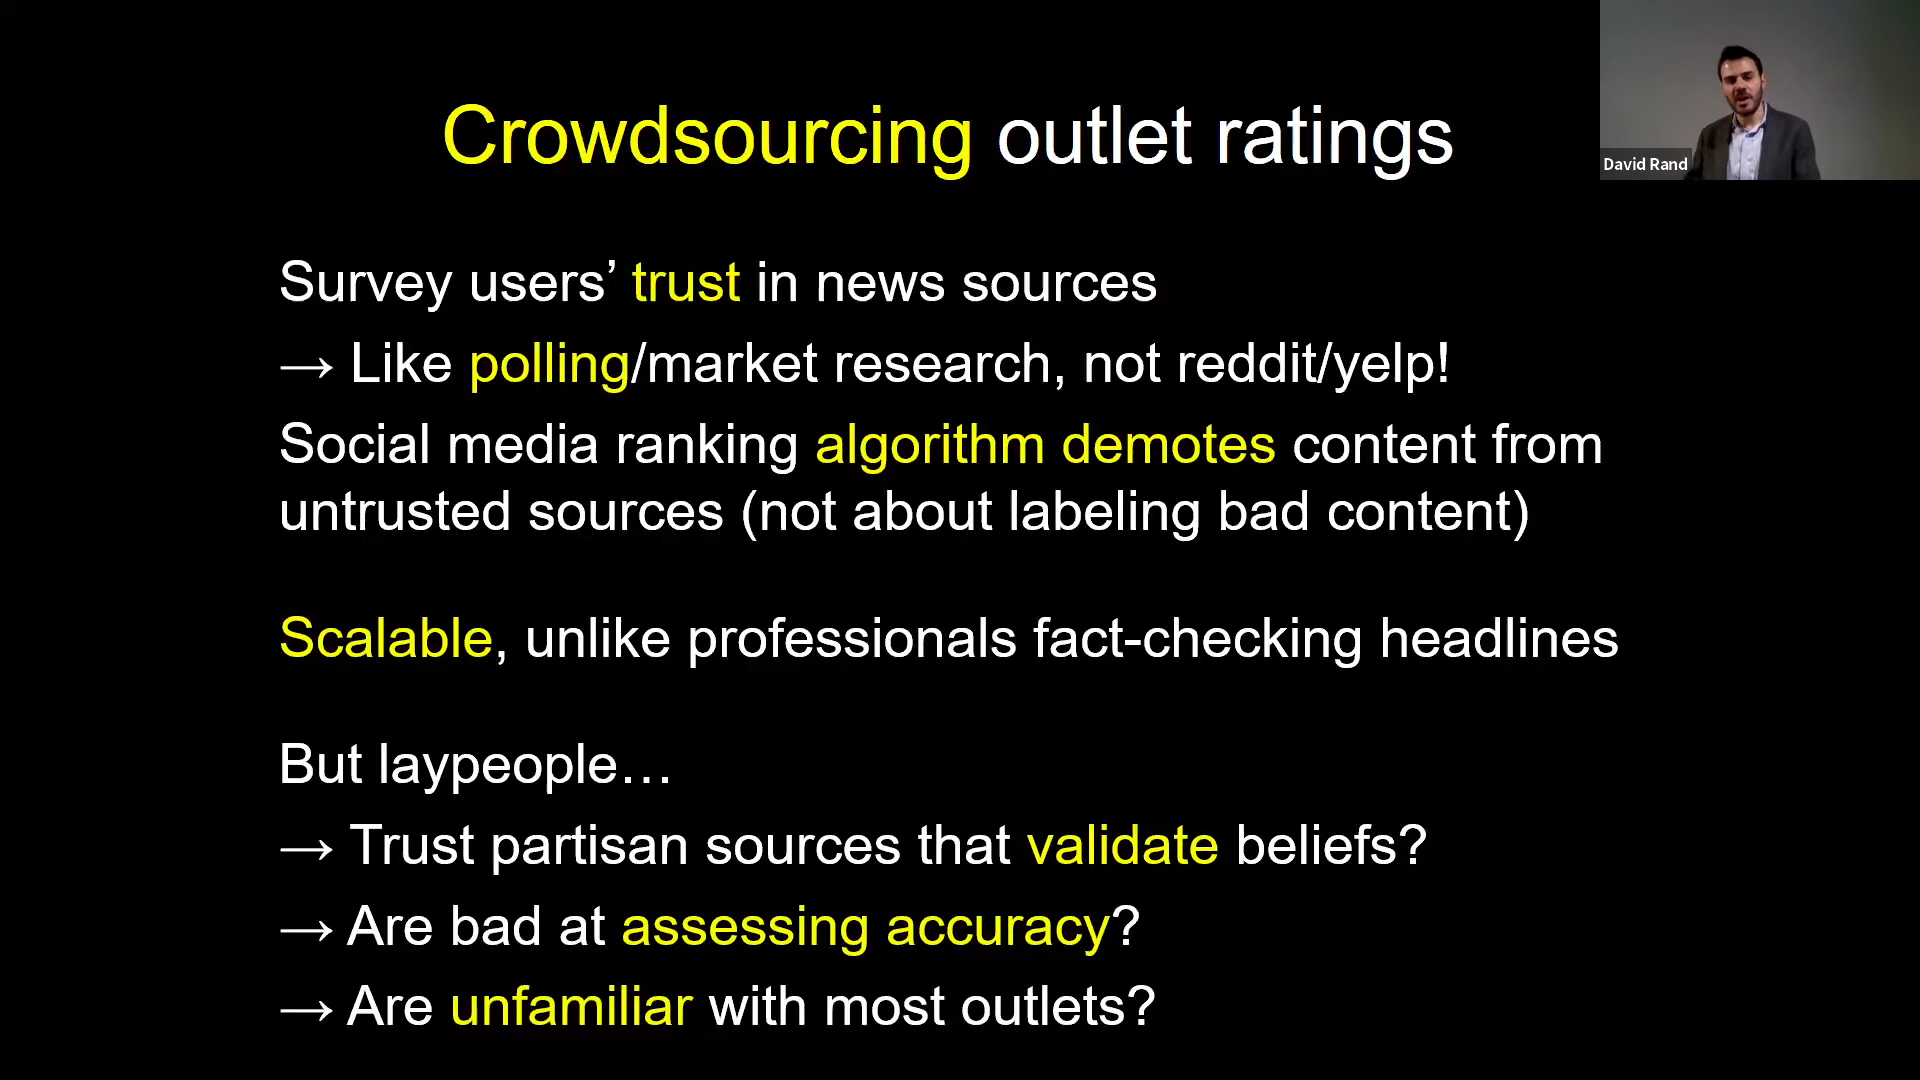 Crowdsourcing outlet ratings
David Rand
Survey users’ trust in news sources
→ Like polling/market research, not reddit/yelp!
Social media ranking algorithm demotes content from
untrusted sources (not about labeling bad content)
Scalable, unlike professionals fact-checking headlines
But laypeople…
→ Trust partisan sources that validate beliefs?
→ Are bad at assessing accuracy?
→ Are unfamiliar with most outlets?